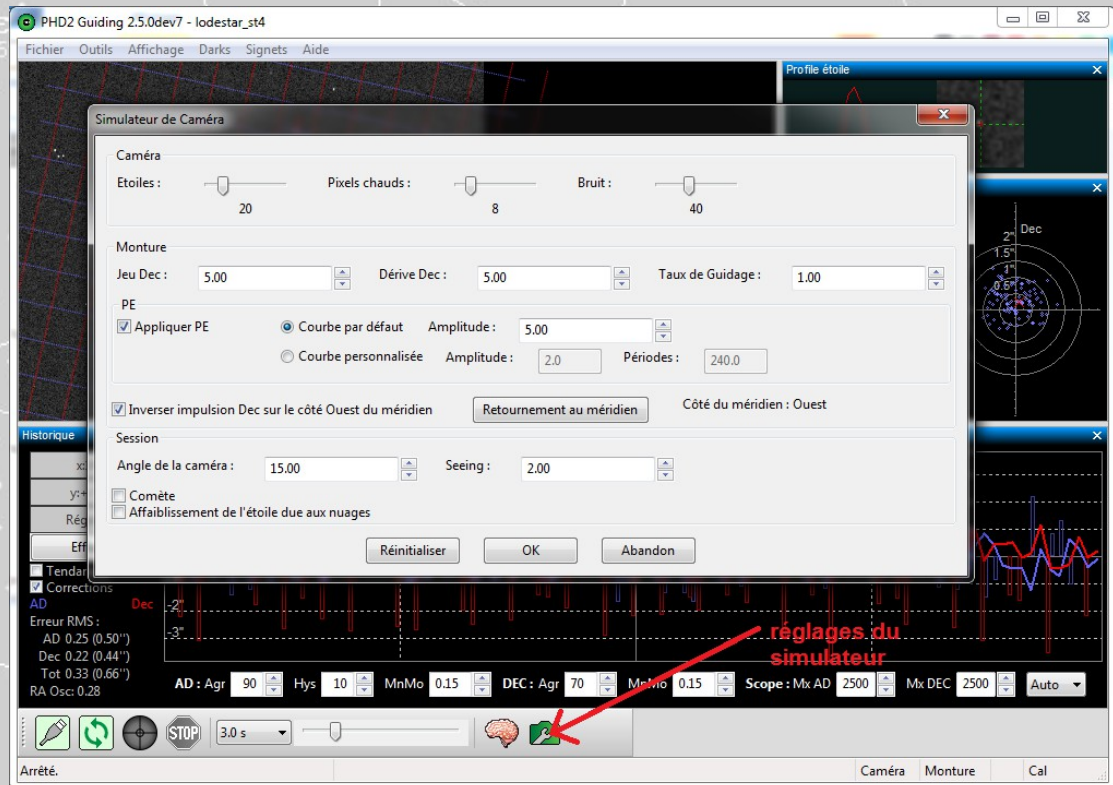 PHD2 Guiding 2.5.0dev7 - lodestar_st4
Fichier Outils Affichage Darks Signets Aide
Profile étoile
Simulateur de Caméra
Caméra
Etoiles : Pixels chauds : Bruit :
20 8 40
Monture
Jeu Dec : 5.00 Dérive Dec : 5.00 Taux de Guidage : 1.00
PE
Appliquer PE Courbe par défaut Amplitude : 5.00
Courbe personnalisée Amplitude : 2.0 Périodes : 240.0
Inverser impulsion Dec sur le côté Ouest du méridien Retournement au méridien Côté du méridien : Ouest
Session
Angle de la caméra : 15.00 Seeing : 2.00
Comète
Affaiblissement de l'étoile due aux nuages
Réinitialiser OK Abandon
Dec
2"
1.5"
1"
0.5"
Historique
x:
y:+
Rég
Eff
Tendan
Corrections
AD Dec
Erreur RMS :
AD 0.25 (0.50'')
Dec 0.22 (0.44'')
Tot 0.33 (0.66'')
RA Osc: 0.28
-2"
-3"
réglages du
simulateur
AD : Agr 90 Hys 10 MnMo 0.15 DEC : Agr 70 MnMo 0.15 Scope : Mx AD 2500 Mx DEC 2500 Auto
STOP 3.0 s
Arrêté. Caméra Monture Cal